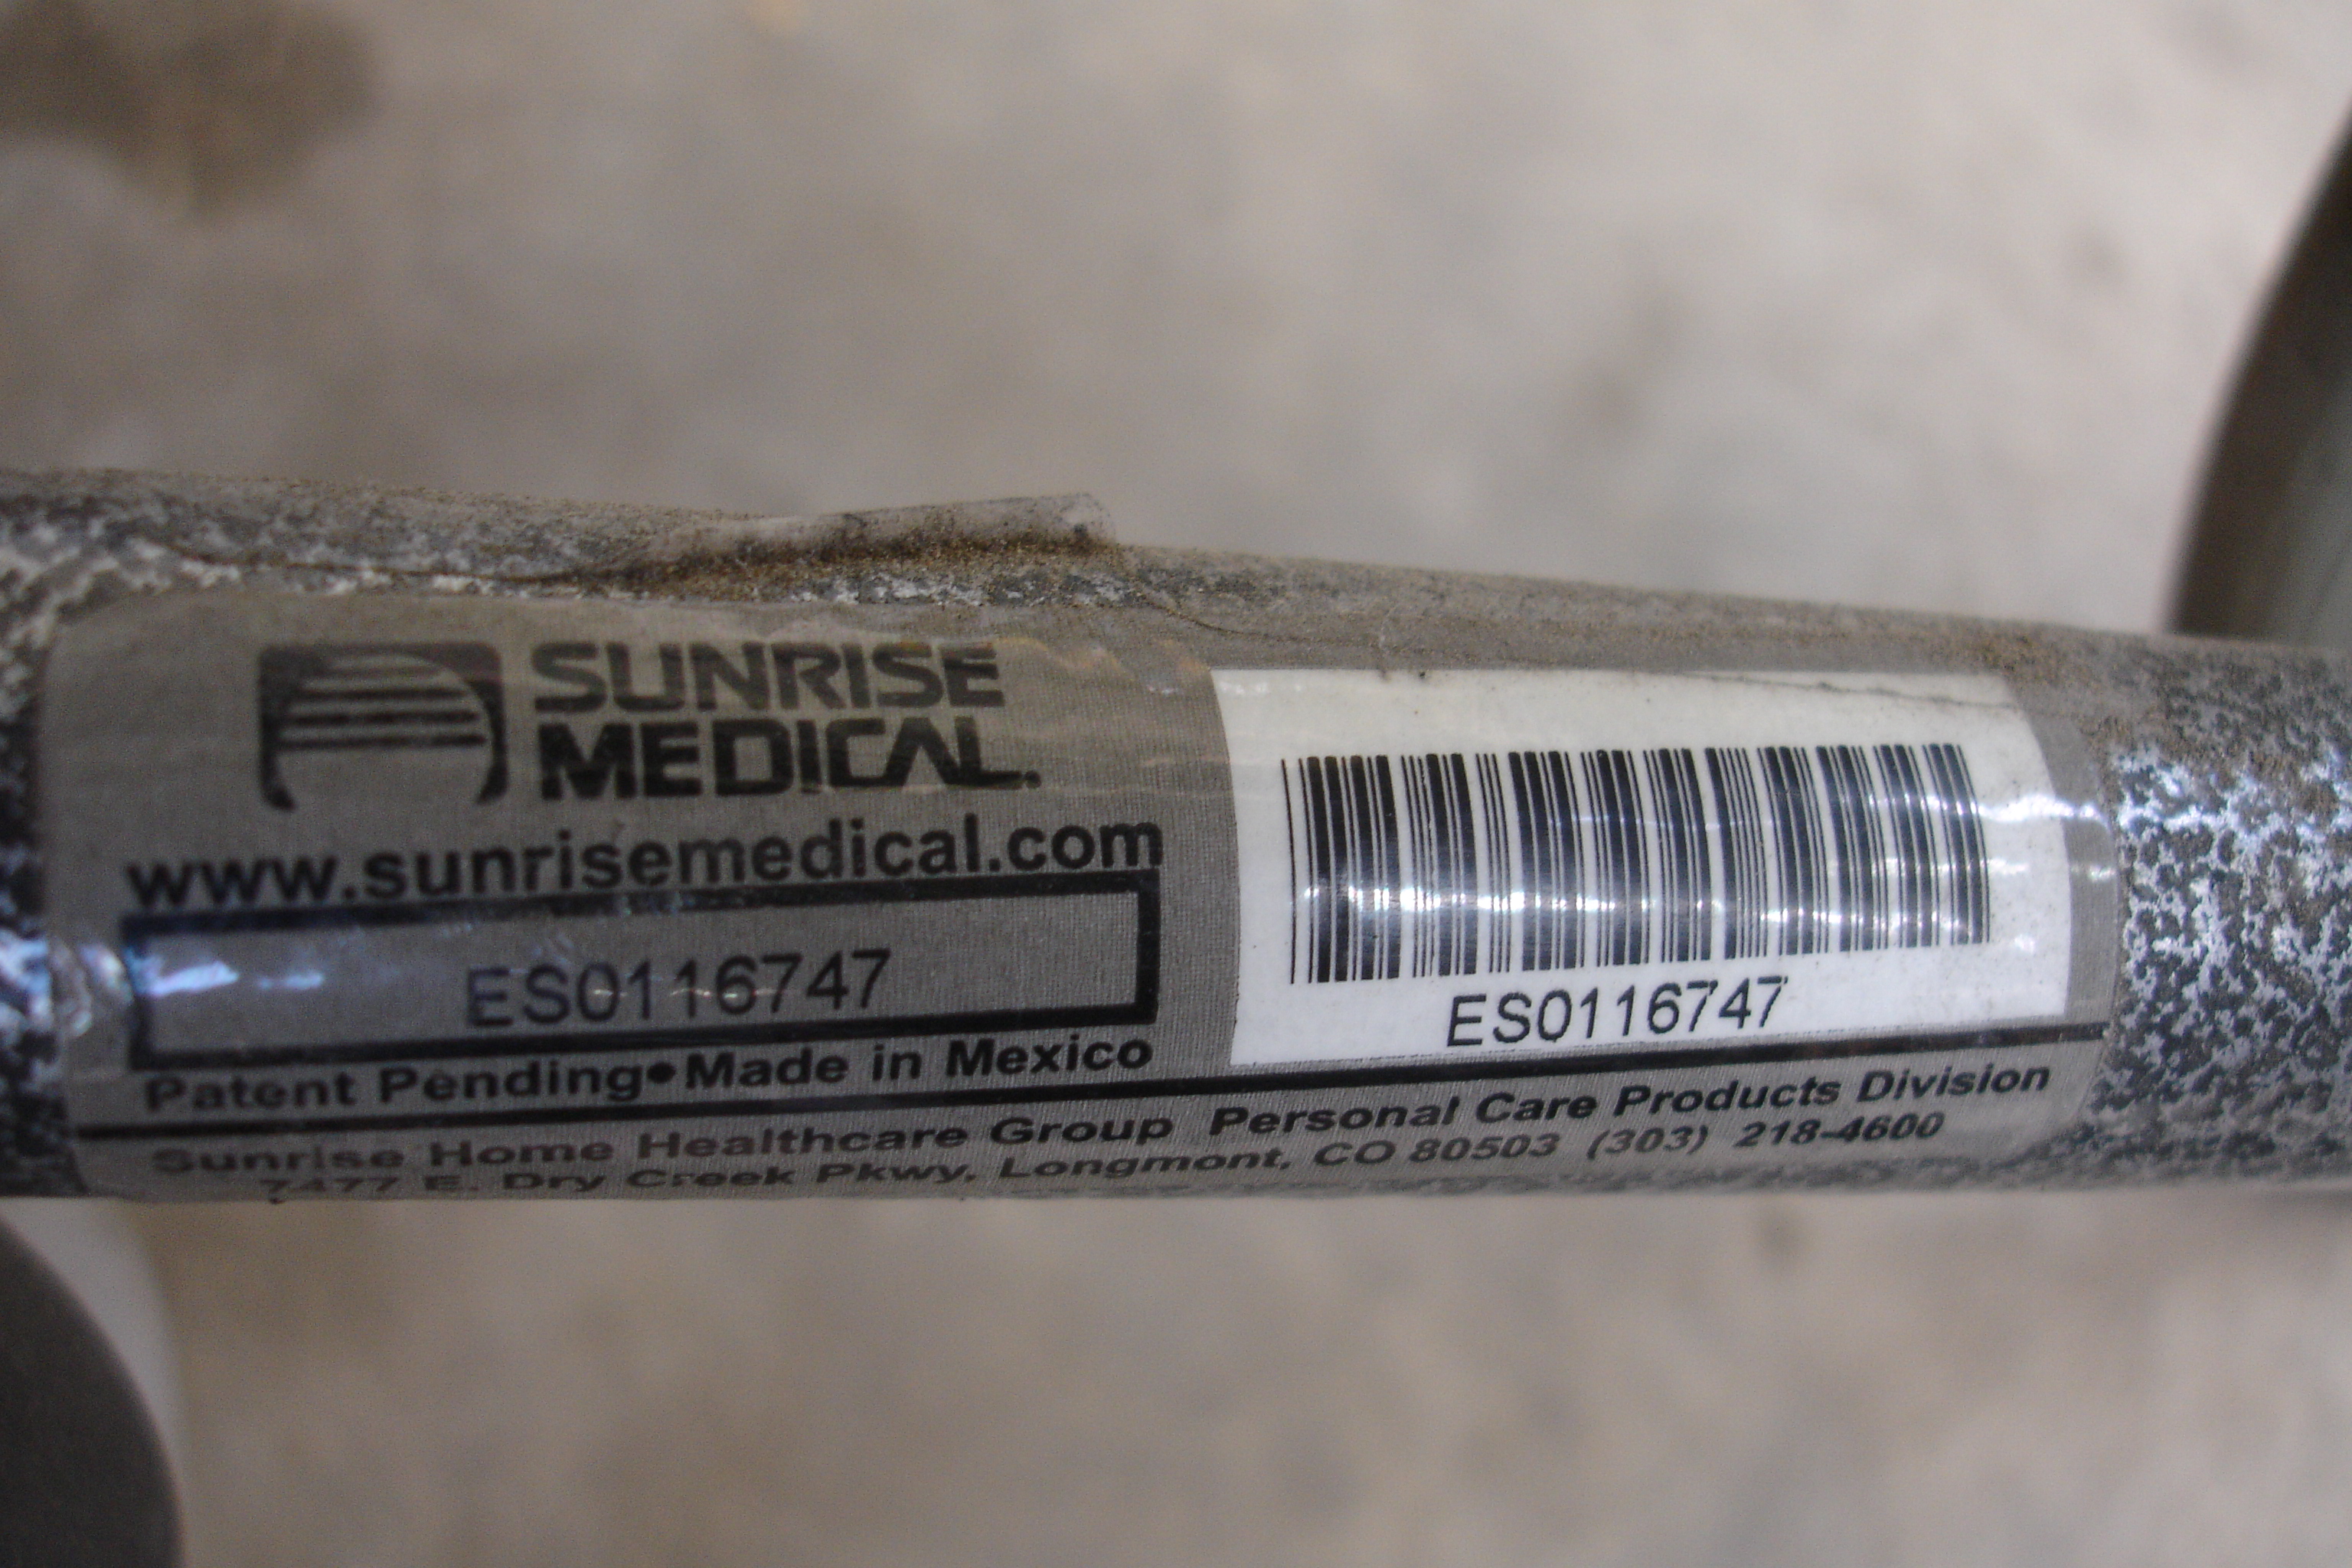 SUNRISE
MEDICAL.
www.sunrisemedical.com
ES0116747
Patent Pending•Made in Mexico
ES0116747
Sunrise Home Healthcare Group Personal Care Products Division
7477 E. Dry Creek Pkwy, Longmont, CO 80503 (303) 218-4600